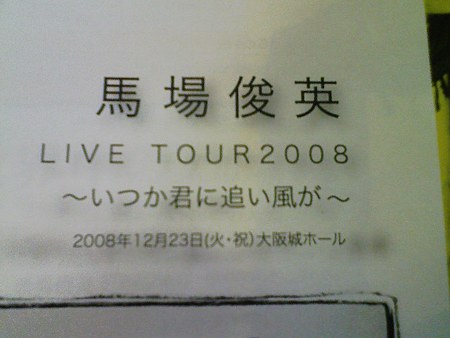 馬場俊英
LIVE TOUR2008
～いつか君に追い風が～
2008年12月23日(火・祝)大阪城ホール